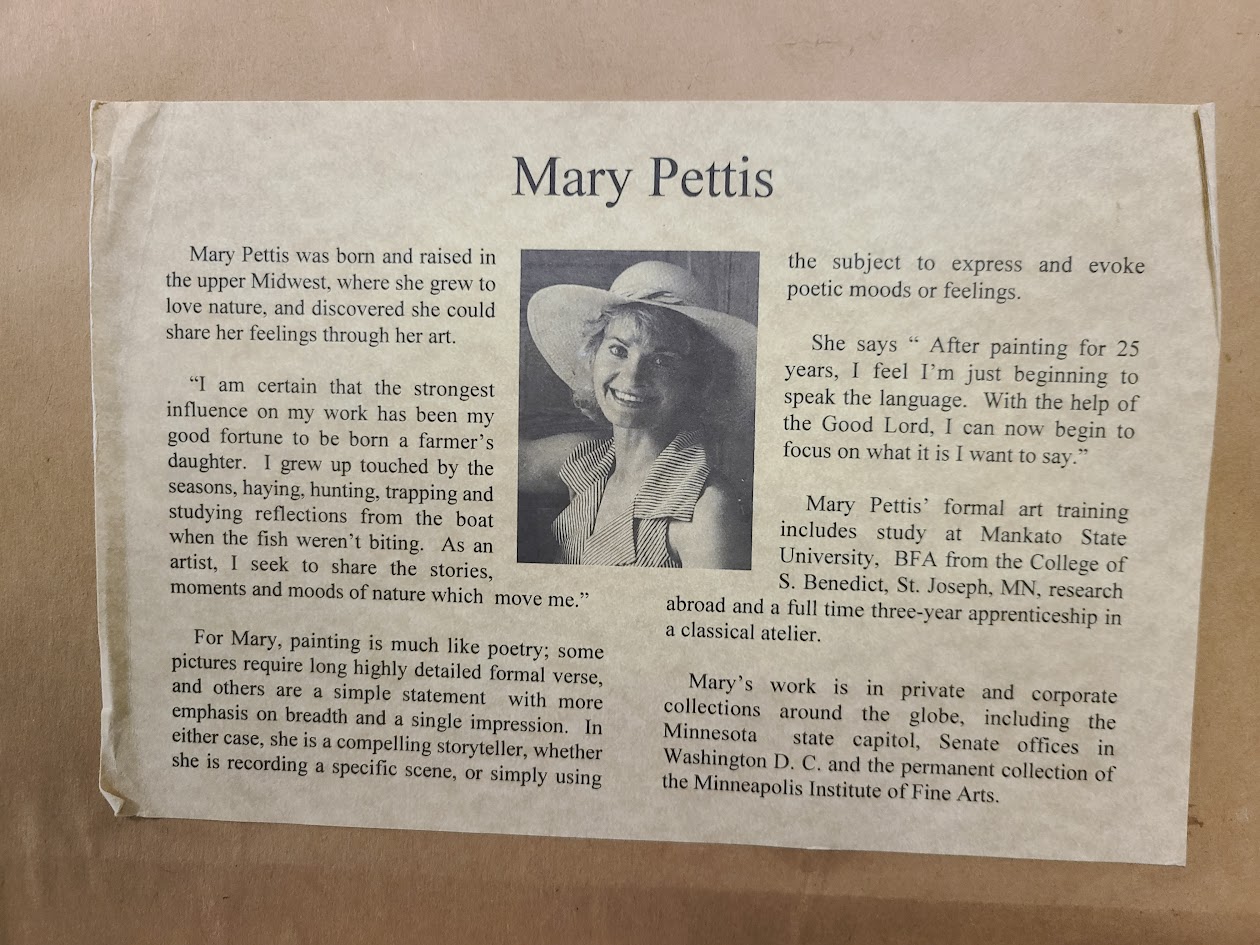 Mary Pettis
Mary Pettis was born and raised in
the upper Midwest, where she grew to
love nature, and discovered she could
share her feelings through her art.
“I am certain that the strongest
influence on my work has been my
good fortune to be born a farmer’s
daughter. I grew up touched by the
seasons, haying, hunting, trapping and
studying reflections from the boat
when the fish weren’t biting. As an
artist, I seek to share the stories,
moments and moods of nature which move me.”
For Mary, painting is much like poetry; some
pictures require long highly detailed formal verse,
and others are a simple statement with more
emphasis on breadth and a single impression. In
either case, she is a compelling storyteller, whether
she is recording a specific scene, or simply using
the subject to express and evoke
poetic moods or feelings.
She says “ After painting for 25
years, I feel I’m just beginning to
speak the language. With the help of
the Good Lord, I can now begin to
focus on what it is I want to say.”
Mary Pettis’ formal art training
includes study at Mankato State
University, BFA from the College of
S. Benedict, St. Joseph, MN, research
abroad and a full time three-year apprenticeship in
a classical atelier.
Mary’s work is in private and corporate
collections around the globe, including the
Minnesota state capitol, Senate offices in
Washington D. C. and the permanent collection of
the Minneapolis Institute of Fine Arts.